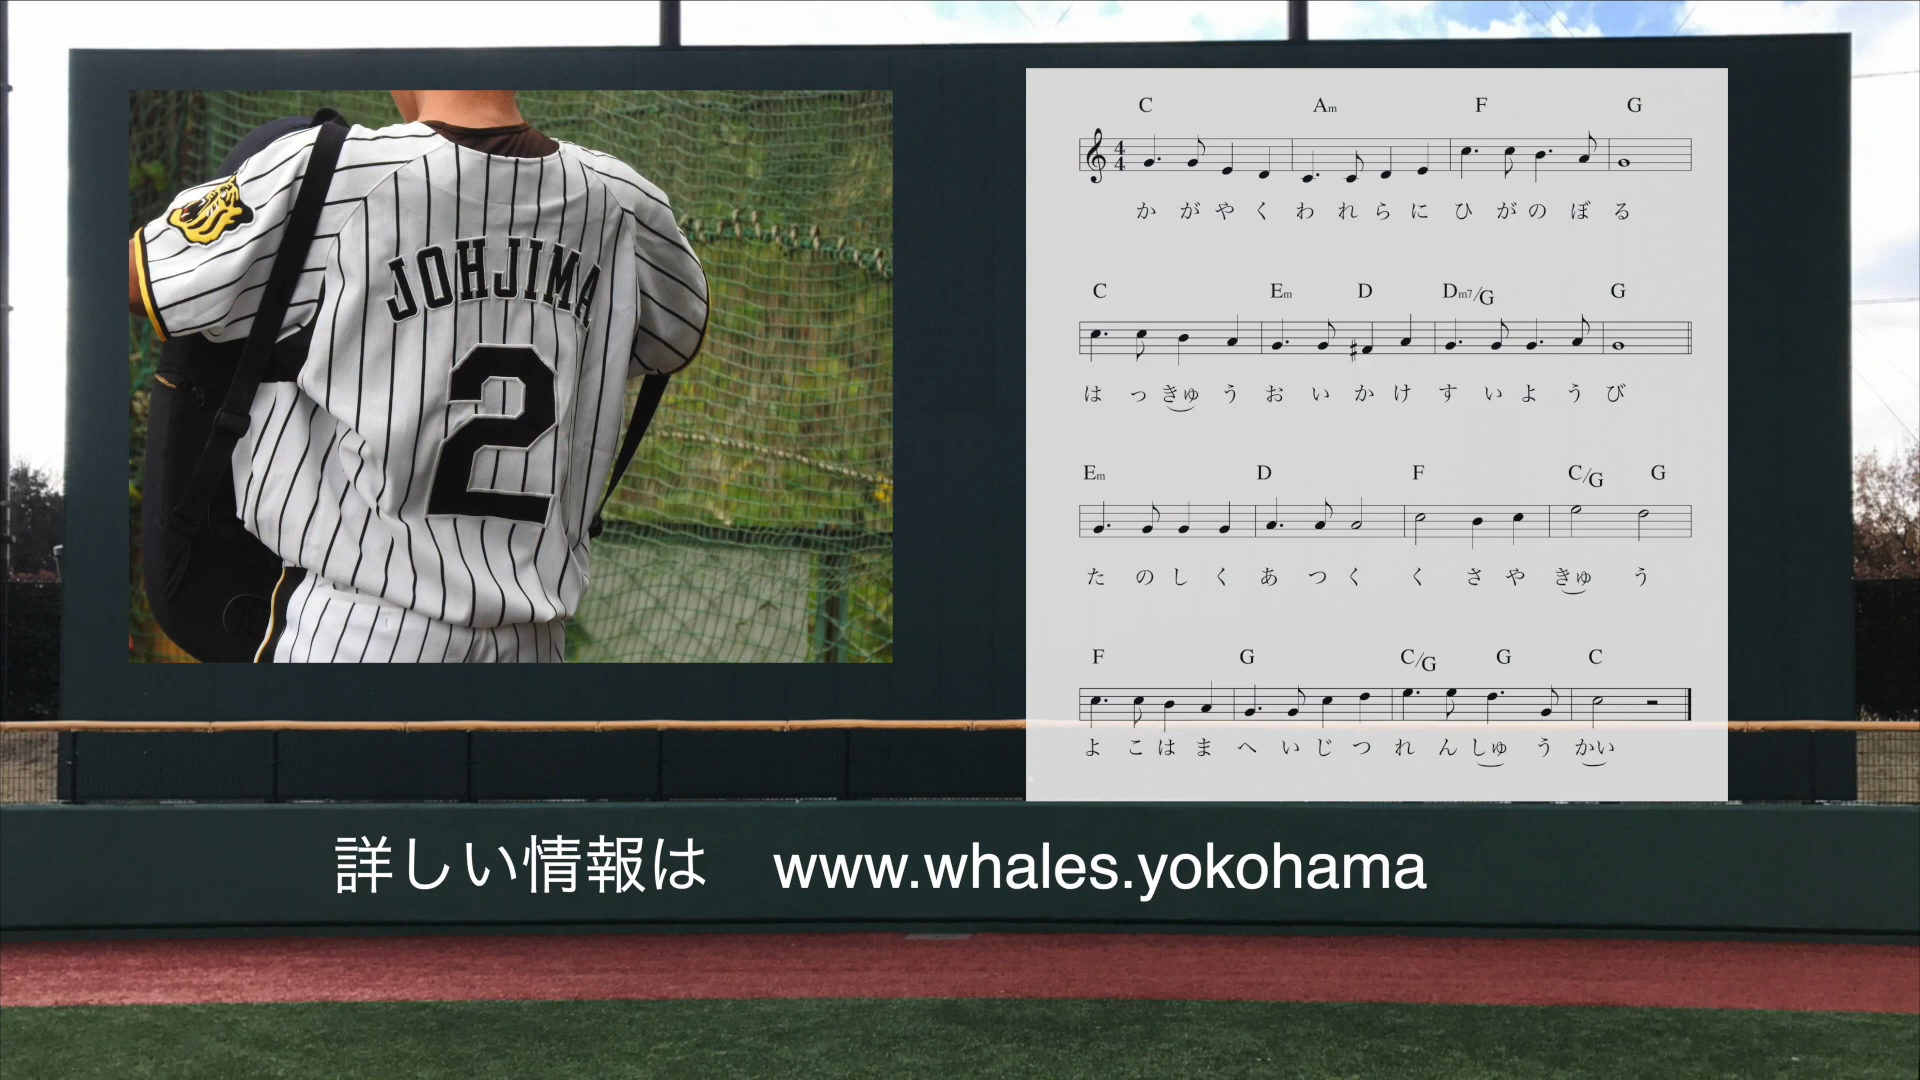 JOHJIMA
2
C Am F G
4
4
か が や く わ れ ら に ひ が の ぼ る
C Em D Dm7/G G
は っ きゅ う お い か け す い よ う び
Em D F C/G G
た の し く あ つ く く さ や きゅ う
F G C/G G C
よ こ は ま へ い じ つ れ ん しゅ う かい
詳しい情報は www.whales.yokohama